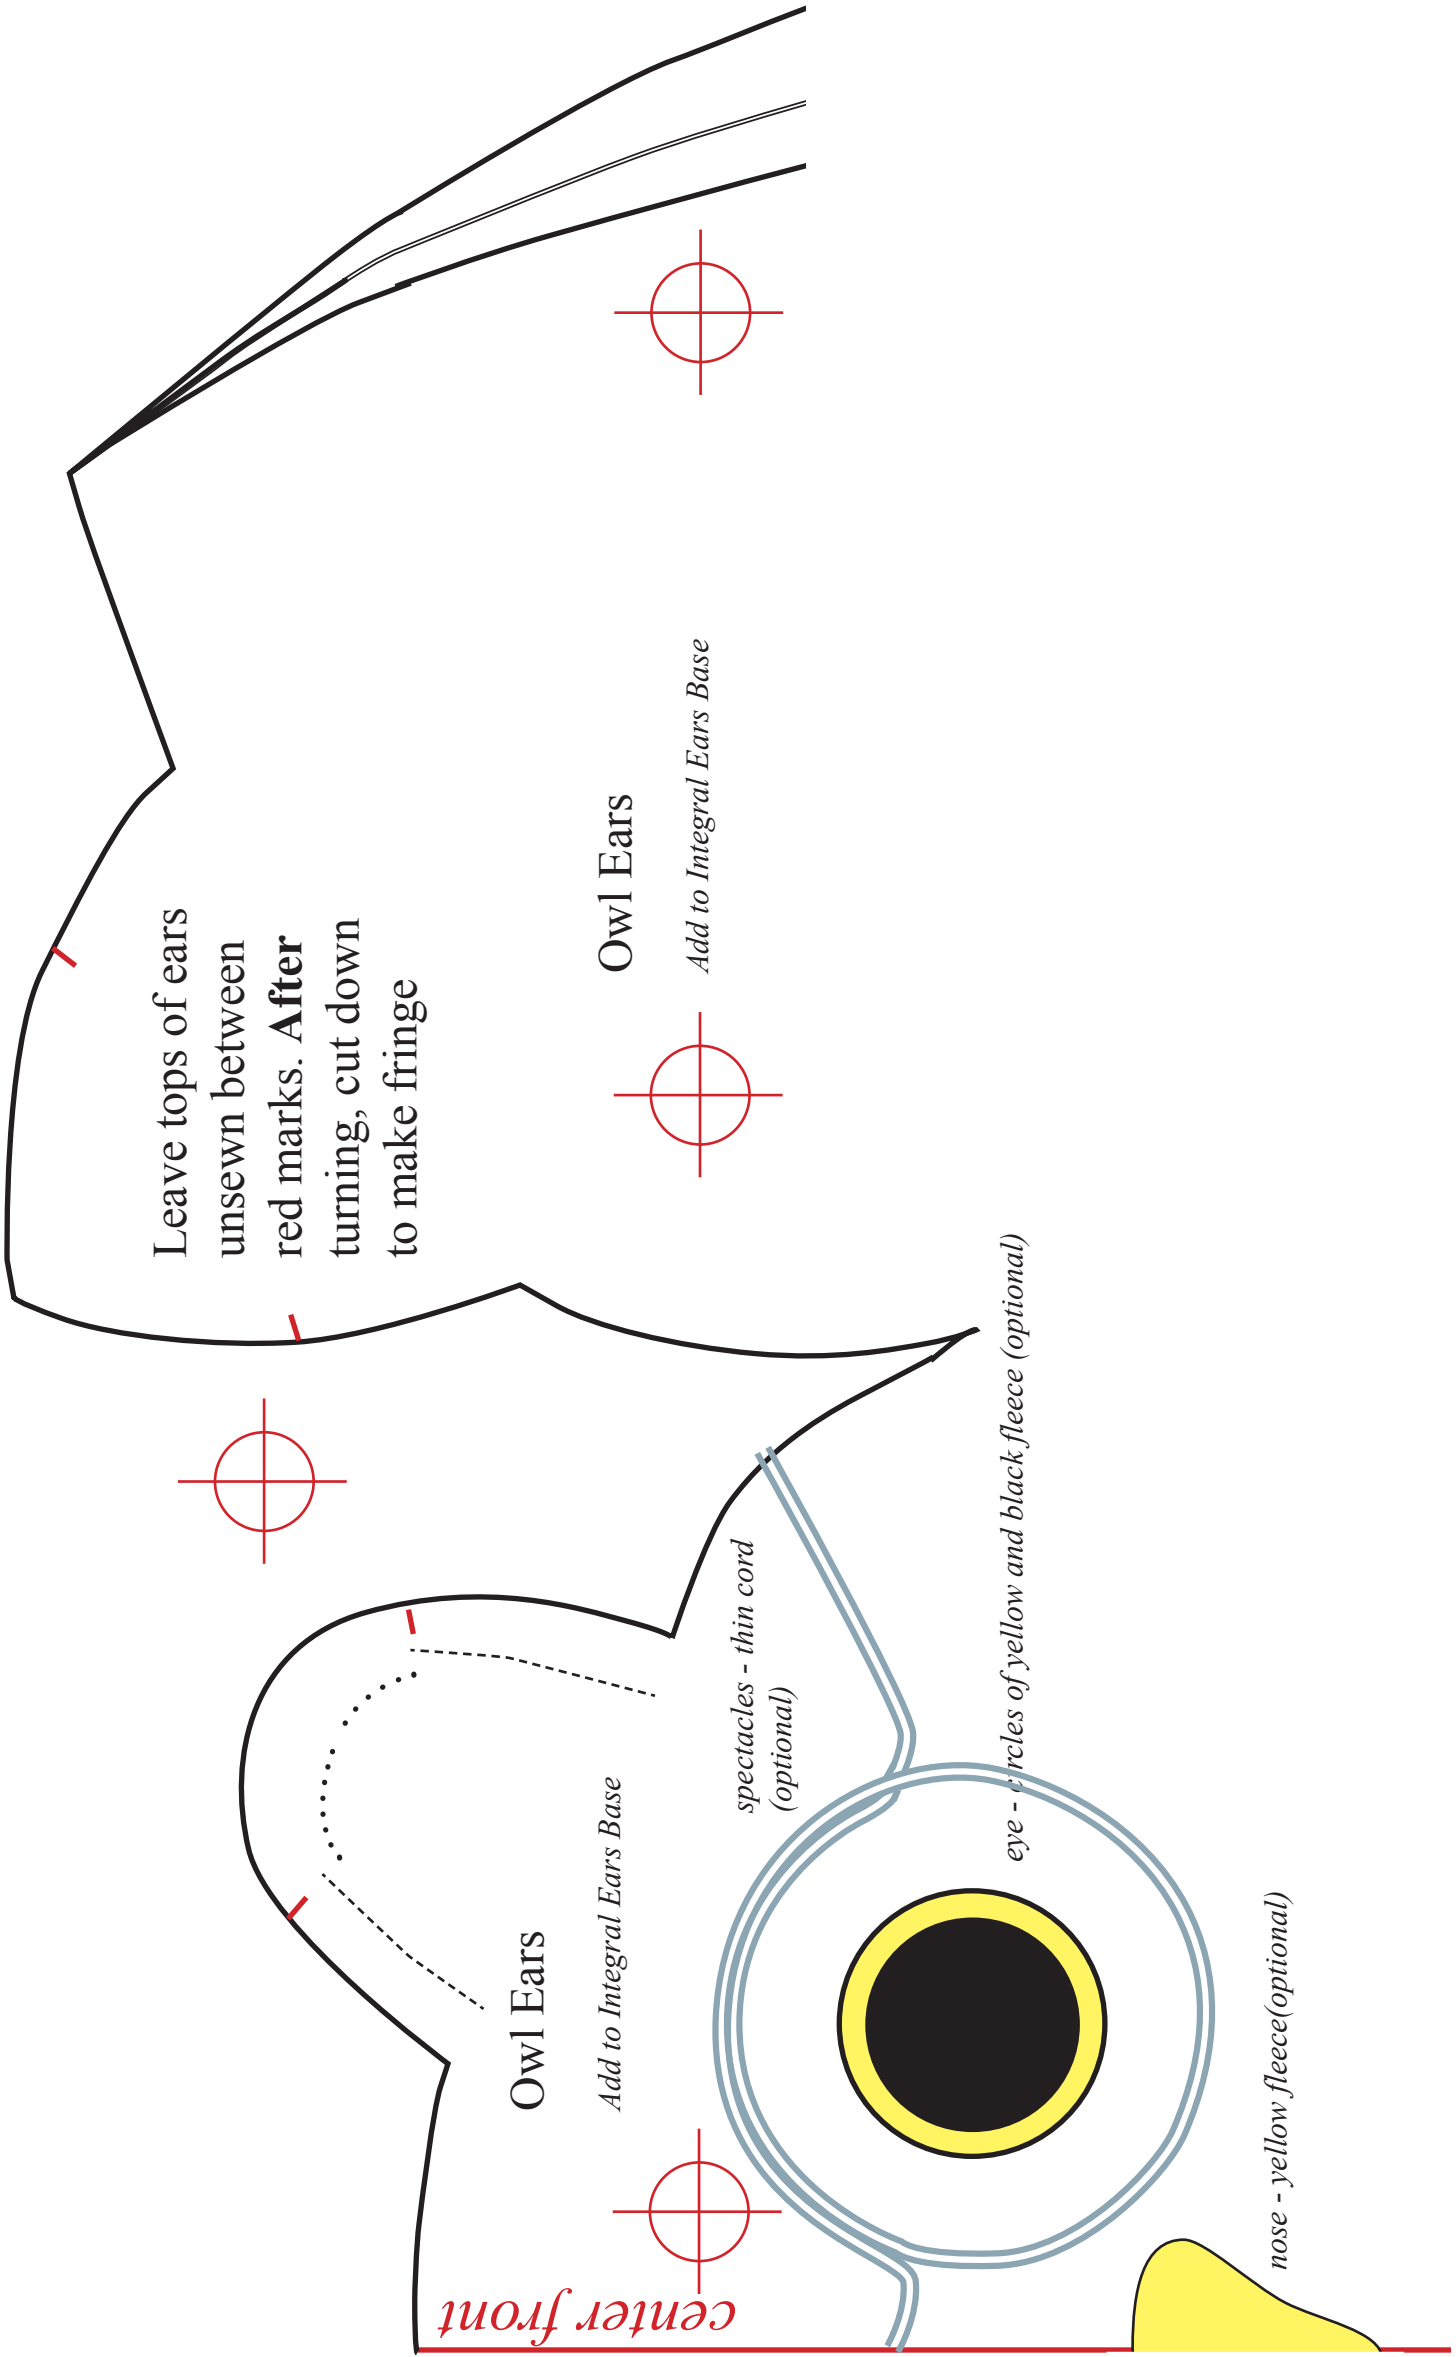 Leave tops of ears
unsewn between
red marks. After
turning, cut down
to make fringe
Owl Ears
Add to Integral Ears Base
Owl Ears
Add to Integral Ears Base
spectacles - thin cord
(optional)
eye - circles of yellow and black fleece (optional)
nose - yellow fleece(optional)
center front